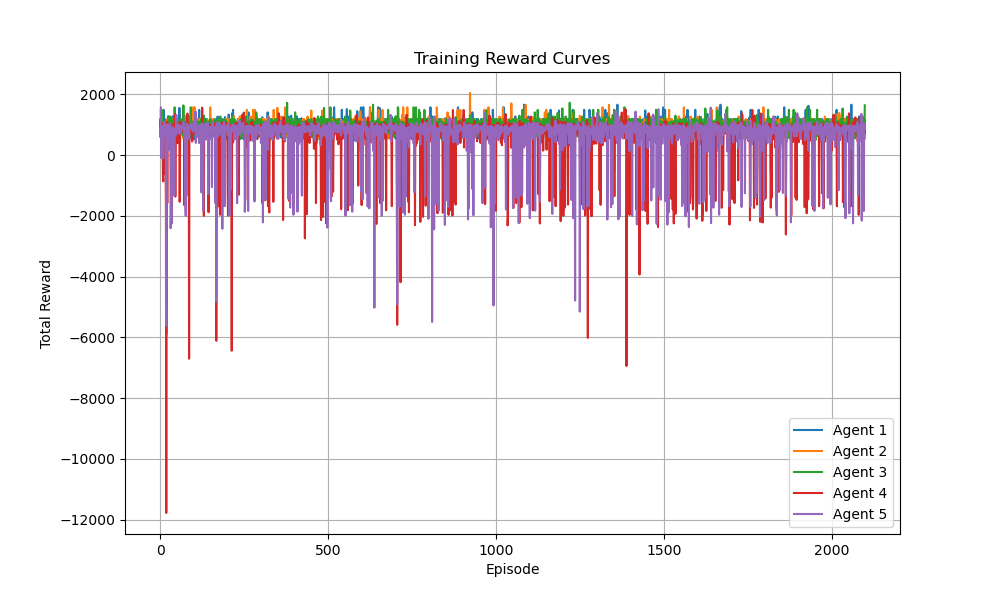 Training Reward Curves
Total Reward
2000
0
−2000
−4000
−6000
−8000
−10000
−12000
0
500
1000
1500
2000
Episode
Agent 1
Agent 2
Agent 3
Agent 4
Agent 5